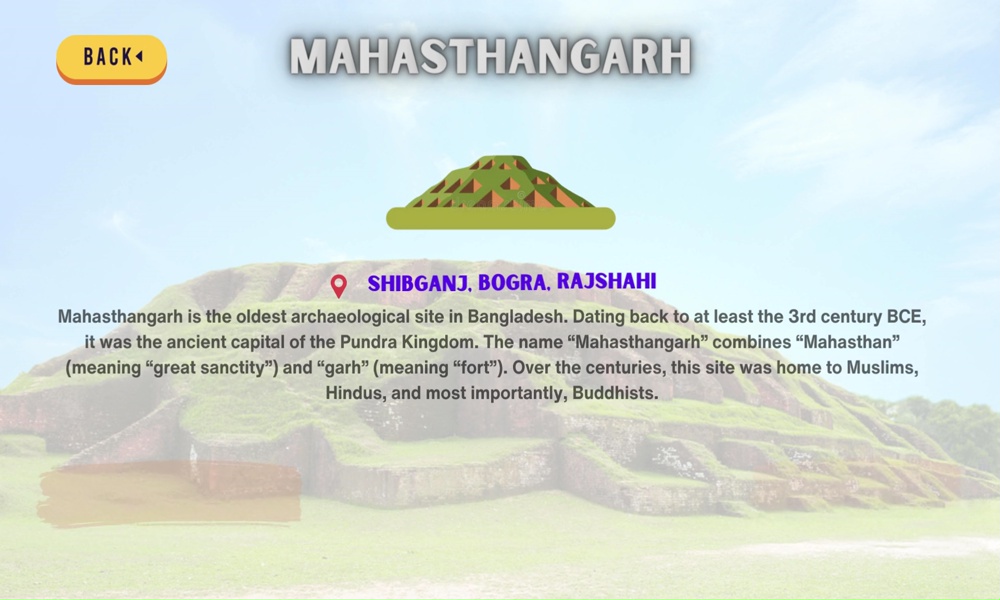 BACK
MAHASTHANGARH
SHIBGANJ, BOGRA, RAJSHAHI
Mahasthangarh is the oldest archaeological site in Bangladesh. Dating back to at least the 3rd century BCE,
it was the ancient capital of the Pundra Kingdom. The name “Mahasthangarh” combines “Mahasthan”
(meaning “great sanctity”) and “garh” (meaning “fort”). Over the centuries, this site was home to Muslims,
Hindus, and most importantly, Buddhists.